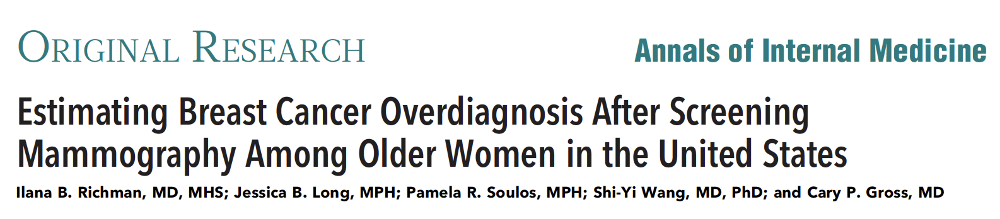 Original Research
Annals of Internal Medicine
Estimating Breast Cancer Overdiagnosis After Screening
Mammography Among Older Women in the United States
Ilana B. Richman, MD, MHS; Jessica B. Long, MPH; Pamela R. Soulos, MPH; Shi-Yi Wang, MD, PhD; and Cary P. Gross, MD